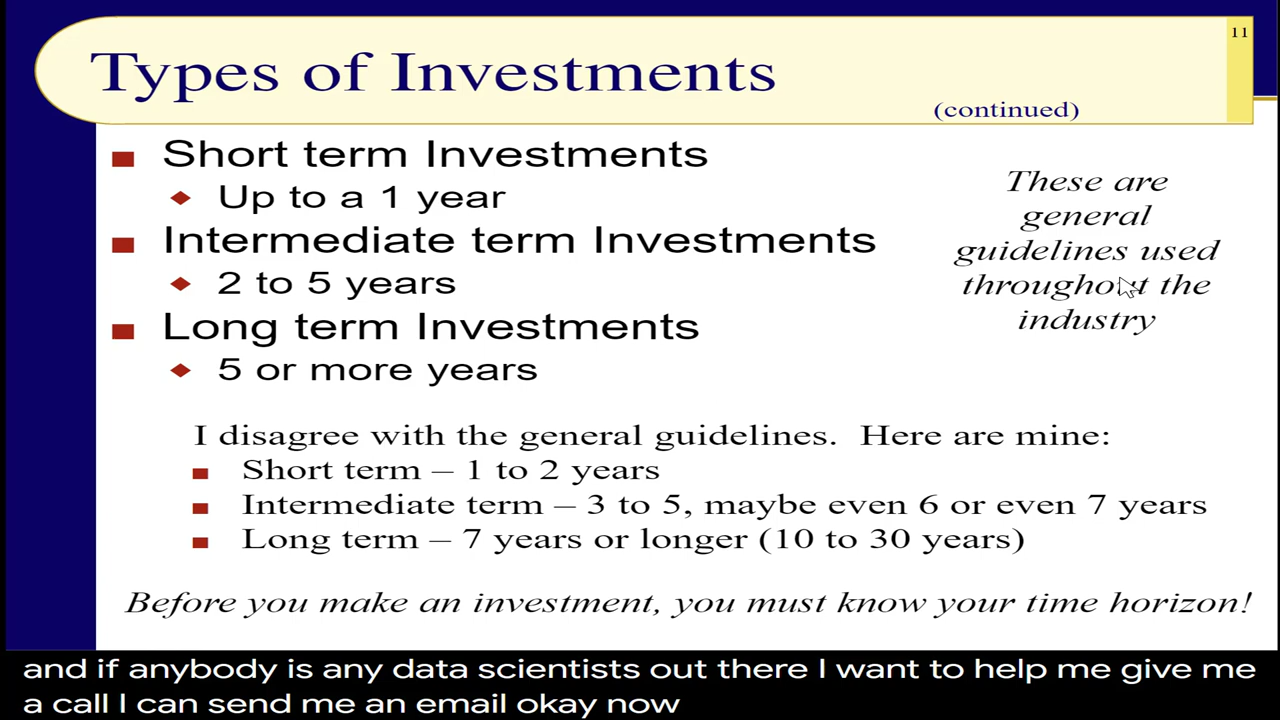 11
Types of Investments
(continued)
Short term Investments
Up to a 1 year
Intermediate term Investments
2 to 5 years
Long term Investments
5 or more years
These are
general
guidelines used
throughout the
industry
I disagree with the general guidelines. Here are mine:
Short term – 1 to 2 years
Intermediate term – 3 to 5, maybe even 6 or even 7 years
Long term – 7 years or longer (10 to 30 years)
Before you make an investment, you must know your time horizon!
and if anybody is any data scientists out there I want to help me give me
a call I can send me an email okay now